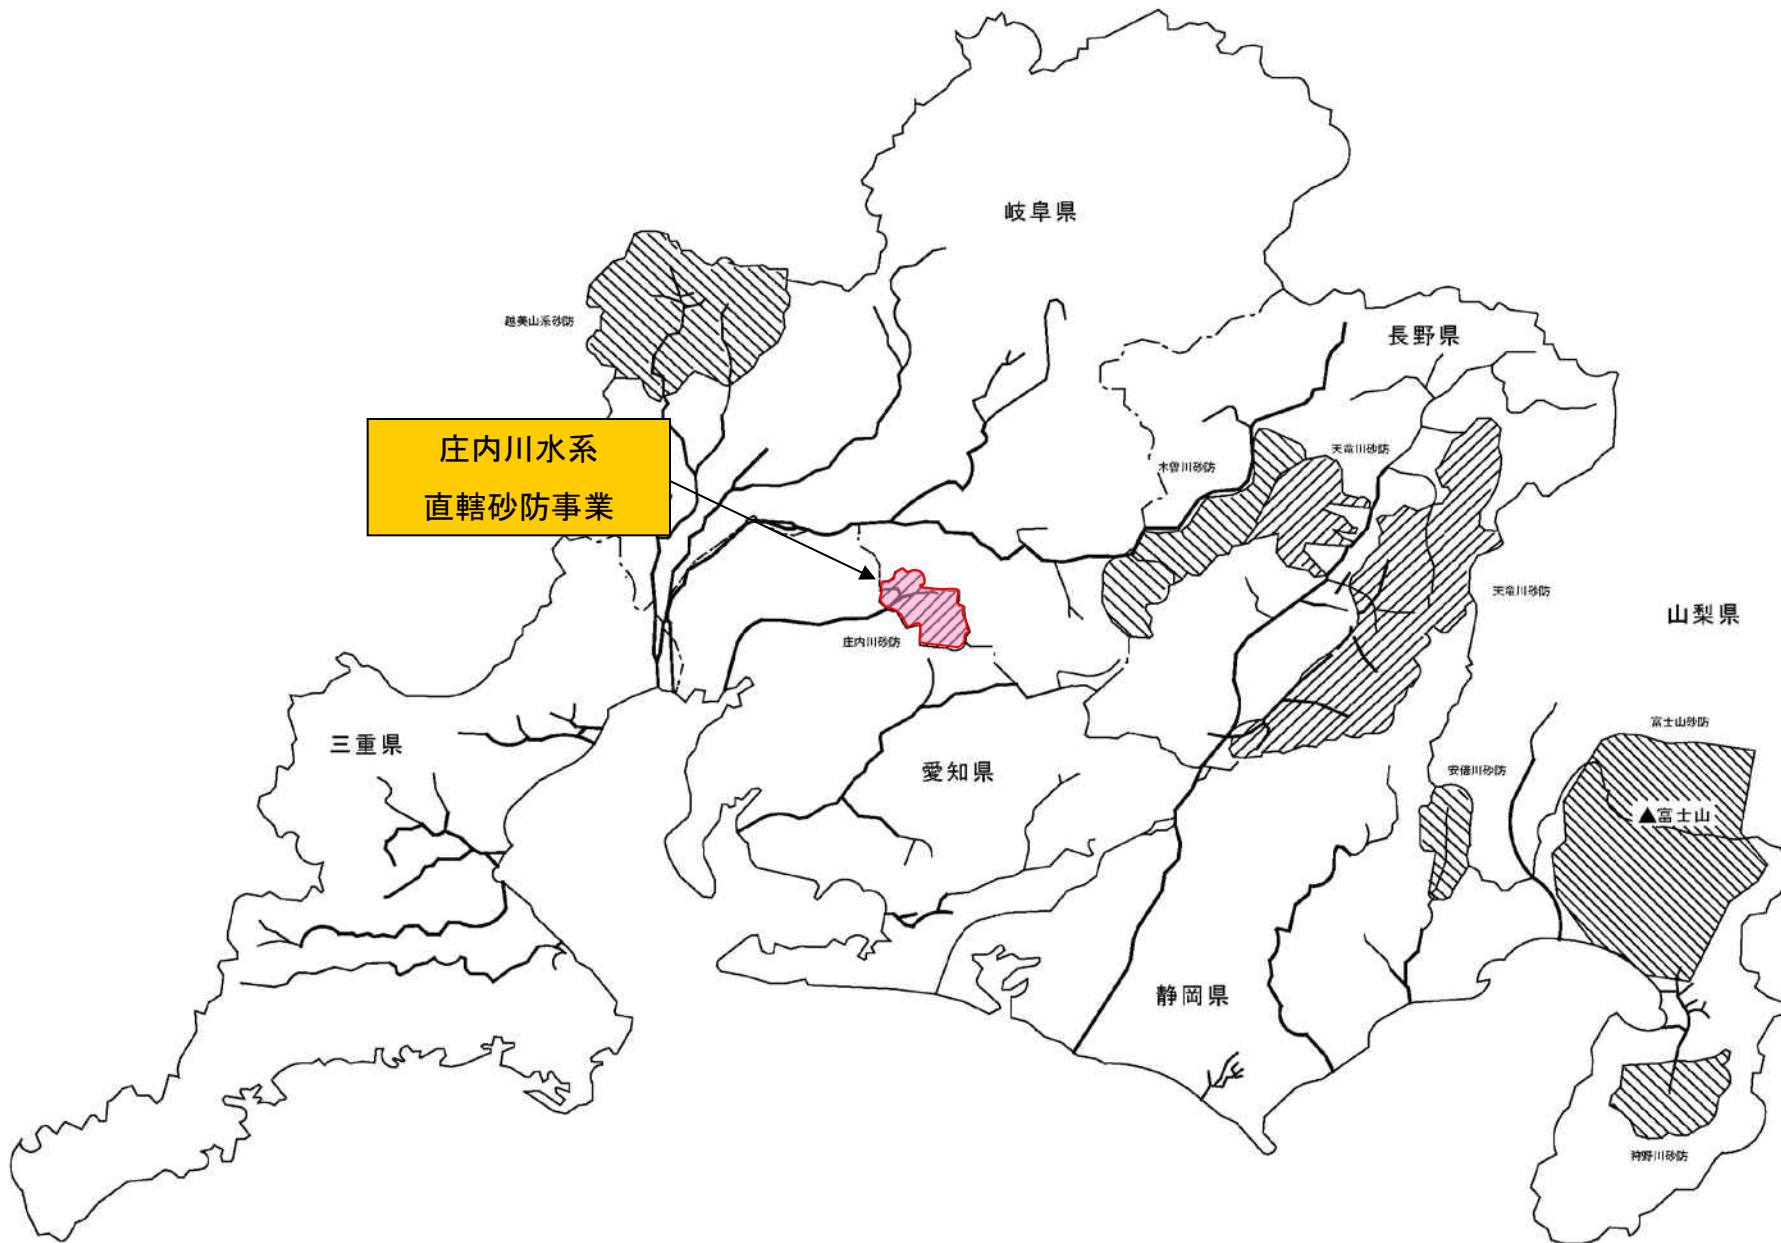 岐阜県
越美山系砂防
長野県
庄内川水系
直轄砂防事業
天竜川砂防
木曽川砂防
天竜川砂防
山梨県
庄内川砂防
富士山砂防
三重県
愛知県
安倍川砂防
▲富士山
静岡県
狩野川砂防